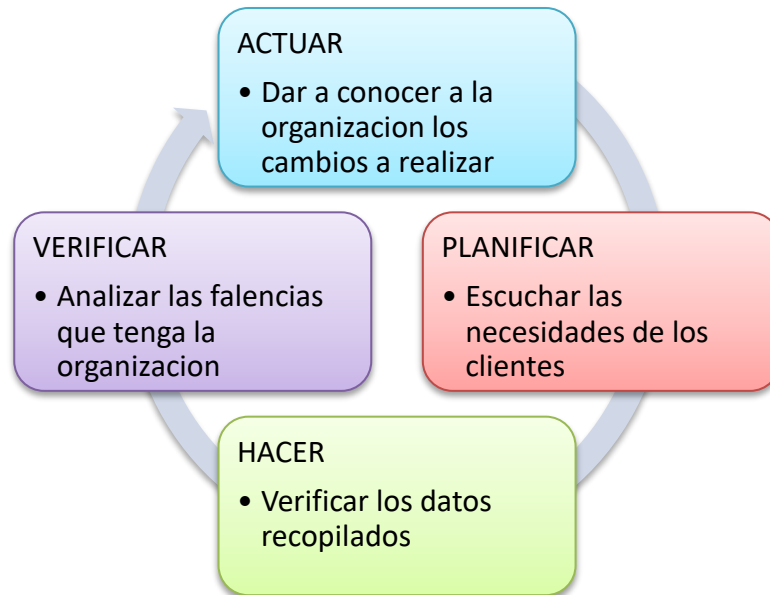 ACTUAR
• Dar a conocer a la
organizacion los
cambios a realizar
VERIFICAR
• Analizar las falencias
que tenga la
organizacion
PLANIFICAR
• Escuchar las
necesidades de los
clientes
HACER
• Verificar los datos
recopilados